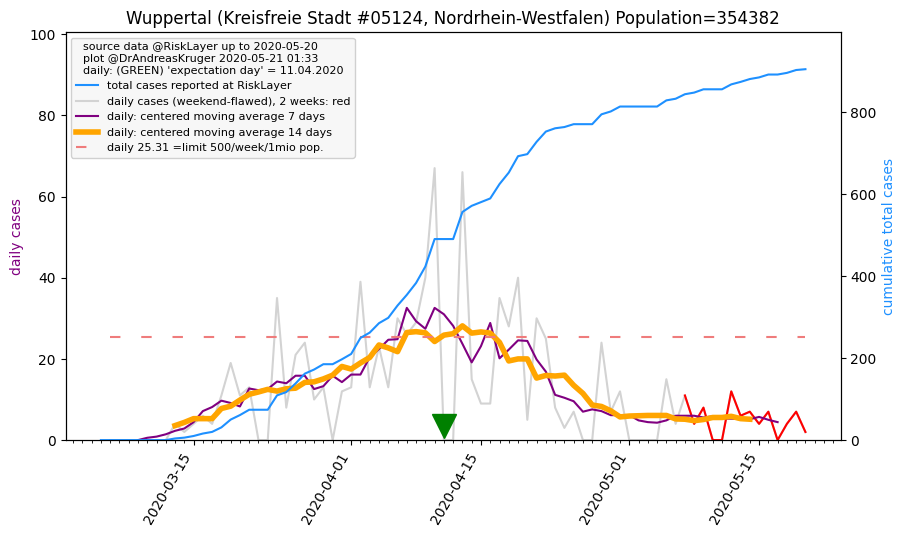 Wuppertal (Kreisfreie Stadt #05124, Nordrhein-Westfalen) Population=354382
source data @RiskLayer up to 2020-05-20
plot @DrAndreasKruger 2020-05-21 01:33
daily: (GREEN) 'expectation day' = 11.04.2020
total cases reported at RiskLayer
daily cases (weekend-flawed), 2 weeks: red
daily: centered moving average 7 days
daily: centered moving average 14 days
daily 25.31 =limit 500/week/1mio pop.
daily cases
100
80
60
40
20
0
cumulative total cases
800
600
400
200
0
2020-03-15
2020-04-01
2020-04-15
2020-05-01
2020-05-15